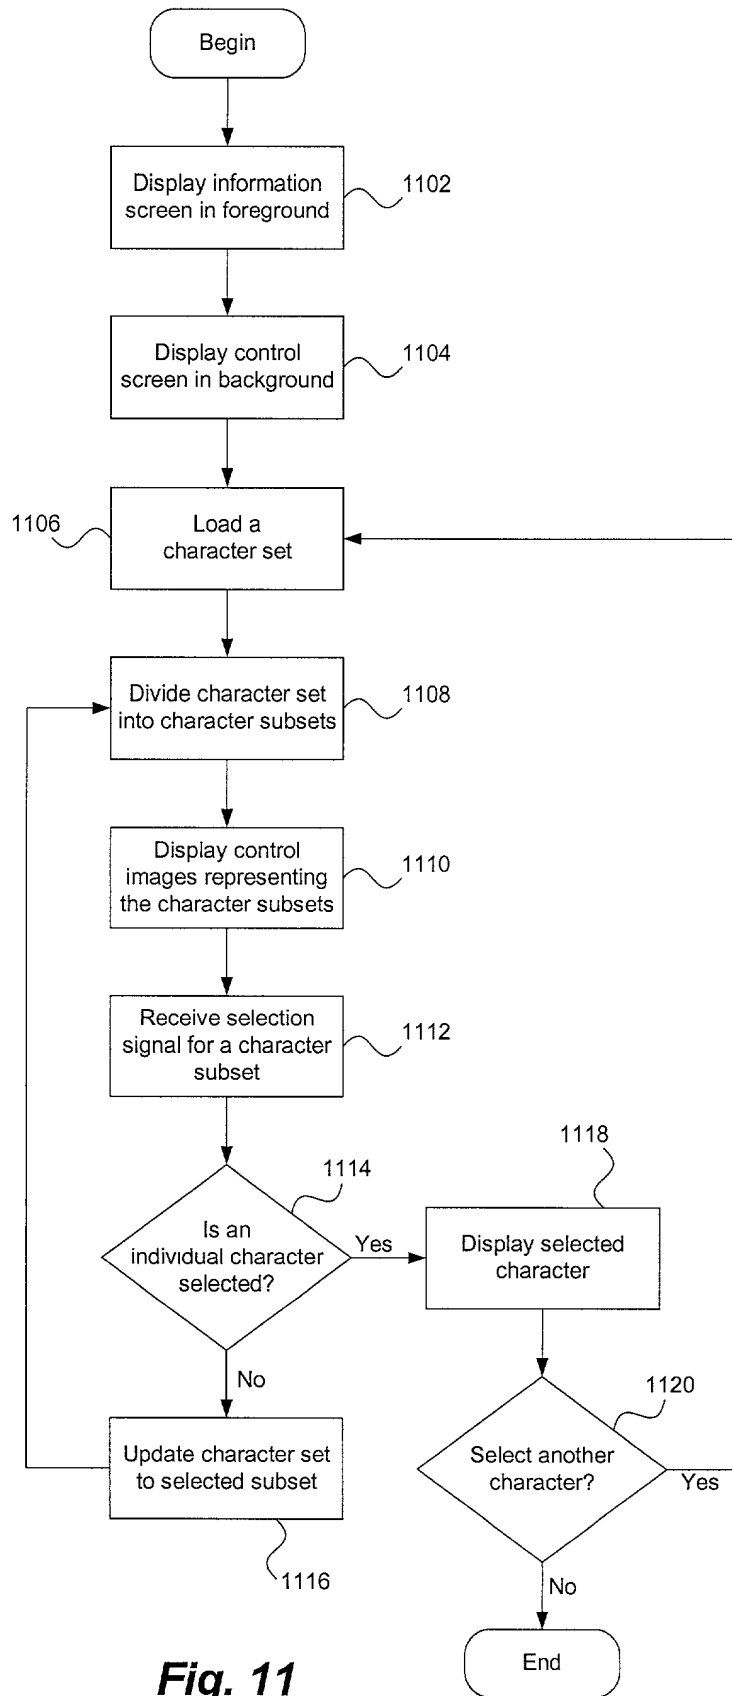 Begin
Display information
screen in foreground
1102
Display control
screen in background
1104
1106
Load a
character set
Divide character set
into character subsets
1108
Display control
images representing
the character subsets
1110
Receive selection
signal for a character
subset
1112
1114
Is an
individual character
selected?
Yes
1118
Display selected
character
No
Update character set
to selected subset
1116
1120
Select another
character?
Yes
No
End
Fig. 11